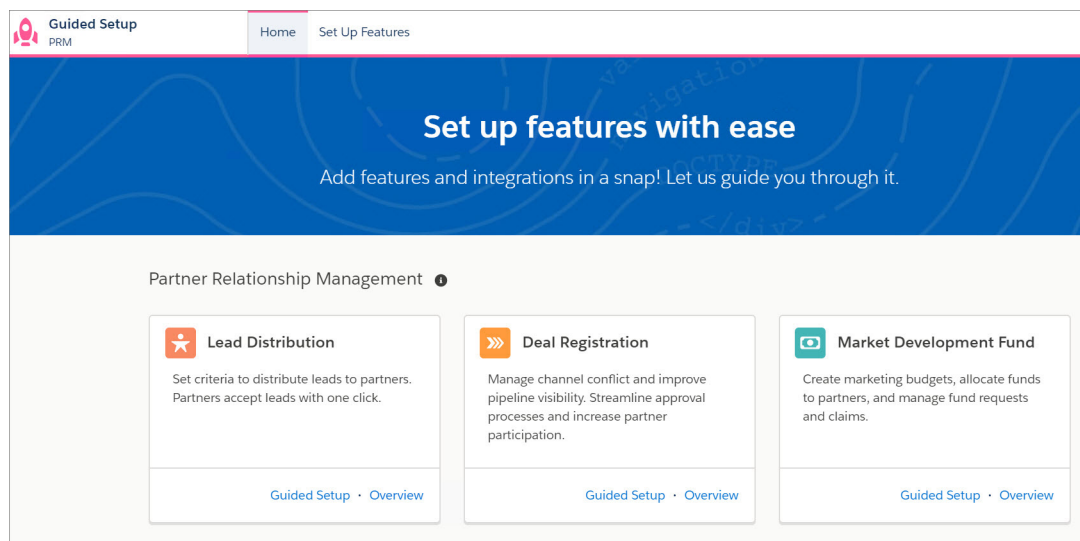 Guided Setup
PRM
Home
Set Up Features
navigation
DOCTYPE
</div>
Set up features with ease
Add features and integrations in a snap! Let us guide you through it.
Partner Relationship Management
Lead Distribution
Set criteria to distribute leads to partners.
Partners accept leads with one click.
Guided Setup · Overview
Deal Registration
Manage channel conflict and improve
pipeline visibility. Streamline approval
processes and increase partner
participation.
Guided Setup · Overview
Market Development Fund
Create marketing budgets, allocate funds
to partners, and manage fund requests
and claims.
Guided Setup · Overview